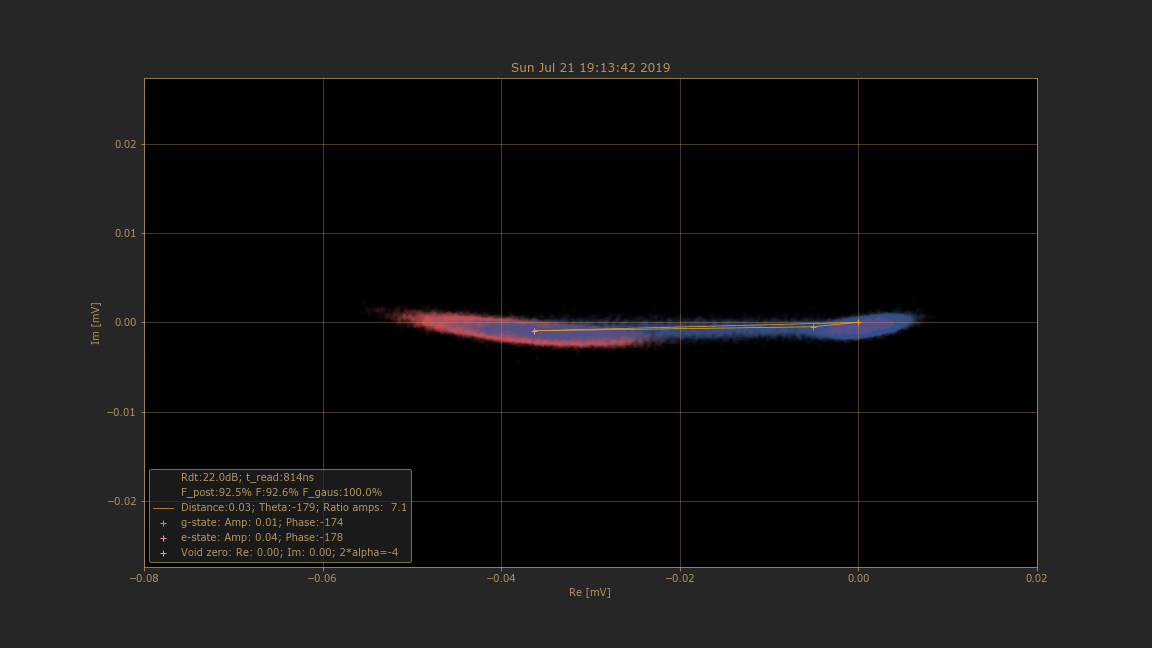 Sun Jul 21 19:13:42 2019
Im [mV]
0.02
0.01
0.00
−0.01
−0.02
Rdt:22.0dB; t_read:814ns
F_post:92.5% F:92.6% F_gaus:100.0%
Distance:0.03; Theta:-179; Ratio amps: 7.1
g-state: Amp: 0.01; Phase:-174
e-state: Amp: 0.04; Phase:-178
Void zero: Re: 0.00; Im: 0.00; 2*alpha=-4
−0.08 −0.06 −0.04 −0.02 0.00 0.02
Re [mV]